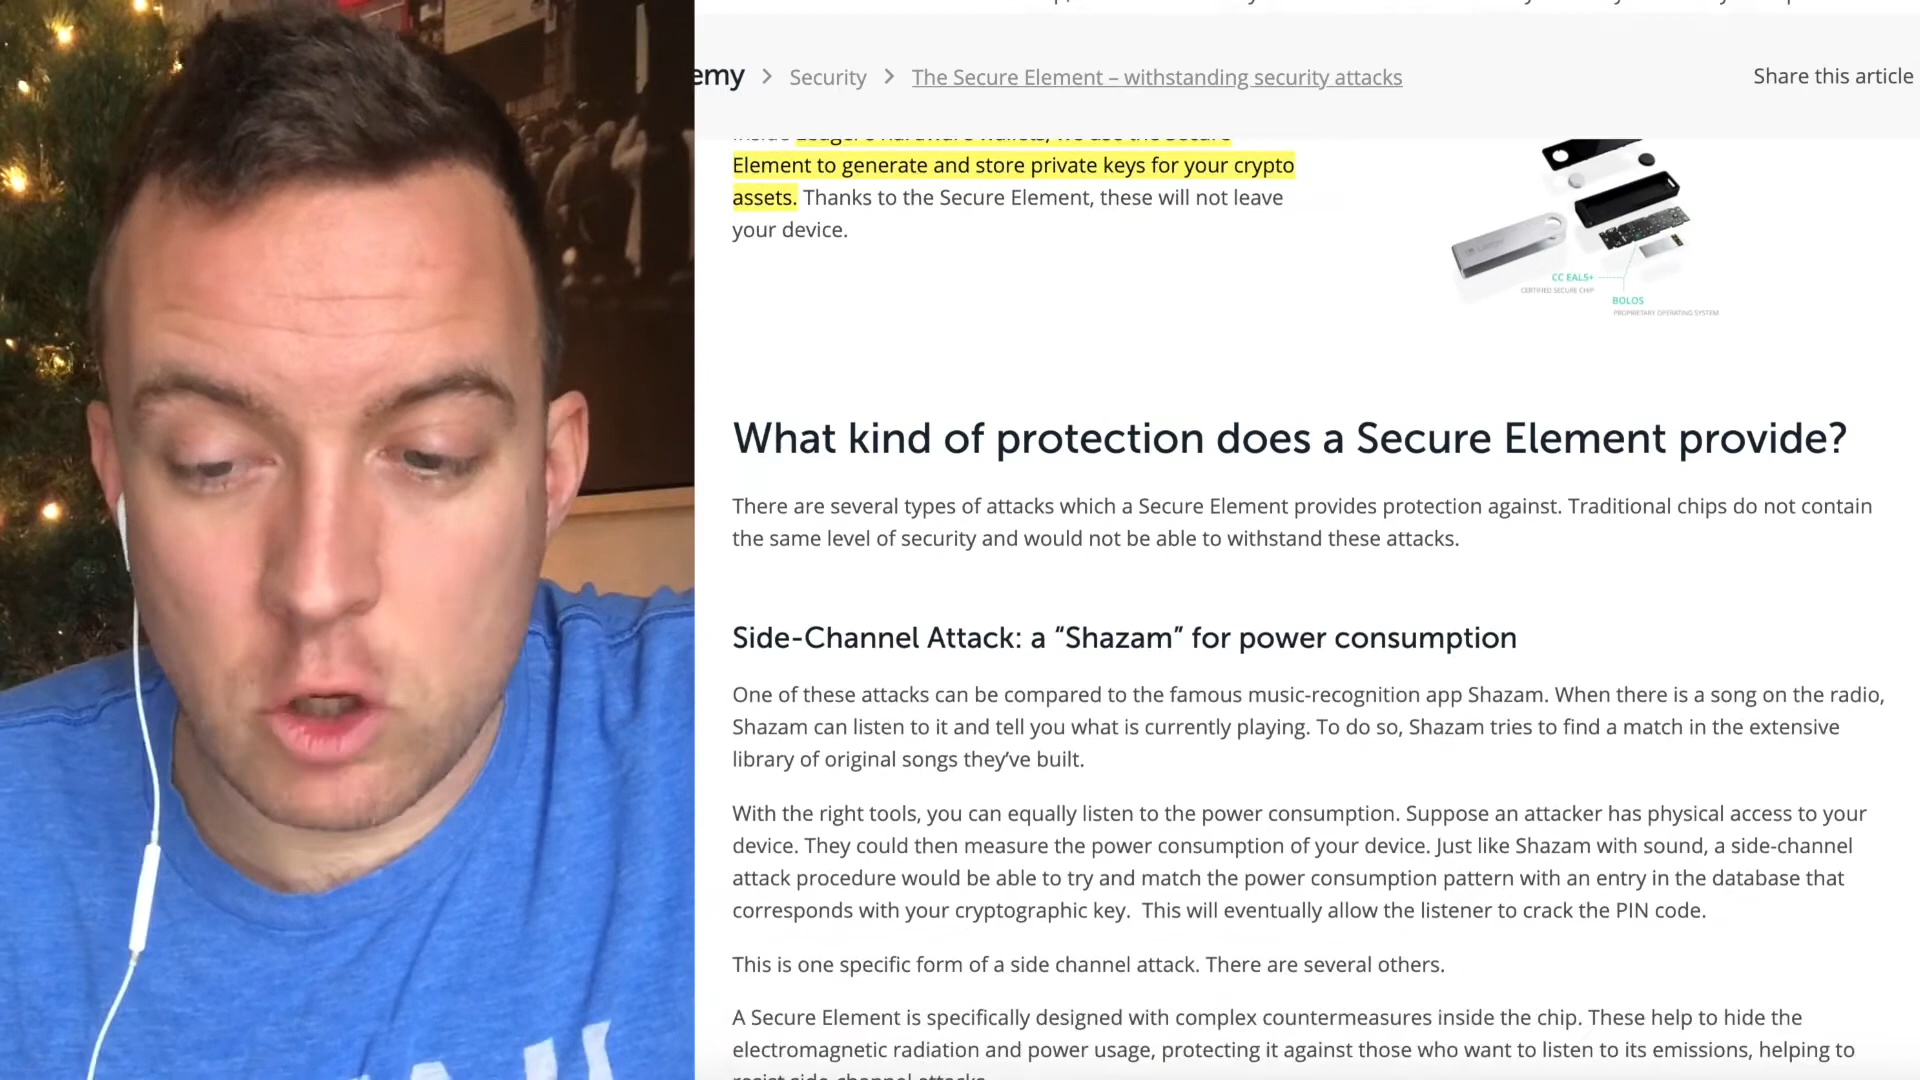 emy > Security > The Secure Element – withstanding security attacks
Share this article
Element to generate and store private keys for your crypto
assets. Thanks to the Secure Element, these will not leave
your device.
CC EAL5+
CERTIFIED SECURE CHIP
BOLOS
PROPRIETARY OPERATING SYSTEM
What kind of protection does a Secure Element provide?
There are several types of attacks which a Secure Element provides protection against. Traditional chips do not contain
the same level of security and would not be able to withstand these attacks.
Side-Channel Attack: a “Shazam” for power consumption
One of these attacks can be compared to the famous music-recognition app Shazam. When there is a song on the radio,
Shazam can listen to it and tell you what is currently playing. To do so, Shazam tries to find a match in the extensive
library of original songs they’ve built.
With the right tools, you can equally listen to the power consumption. Suppose an attacker has physical access to your
device. They could then measure the power consumption of your device. Just like Shazam with sound, a side-channel
attack procedure would be able to try and match the power consumption pattern with an entry in the database that
corresponds with your cryptographic key. This will eventually allow the listener to crack the PIN code.
This is one specific form of a side channel attack. There are several others.
A Secure Element is specifically designed with complex countermeasures inside the chip. These help to hide the
electromagnetic radiation and power usage, protecting it against those who want to listen to its emissions, helping to